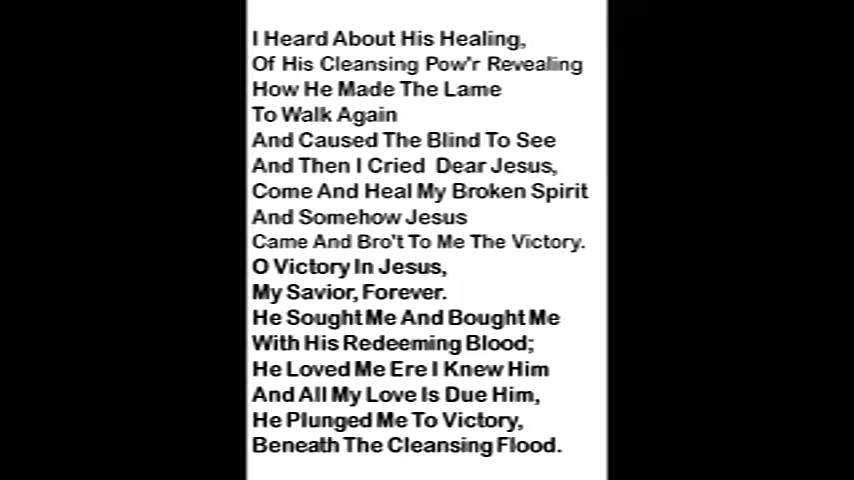 I Heard About His Healing,
Of His Cleansing Pow'r Revealing
How He Made The Lame
To Walk Again
And Caused The Blind To See
And Then I Cried Dear Jesus,
Come And Heal My Broken Spirit
And Somehow Jesus
Came And Bro't To Me The Victory.
O Victory In Jesus,
My Savior, Forever.
He Sought Me And Bought Me
With His Redeeming Blood;
He Loved Me Ere I Knew Him
And All My Love Is Due Him,
He Plunged Me To Victory,
Beneath The Cleansing Flood.